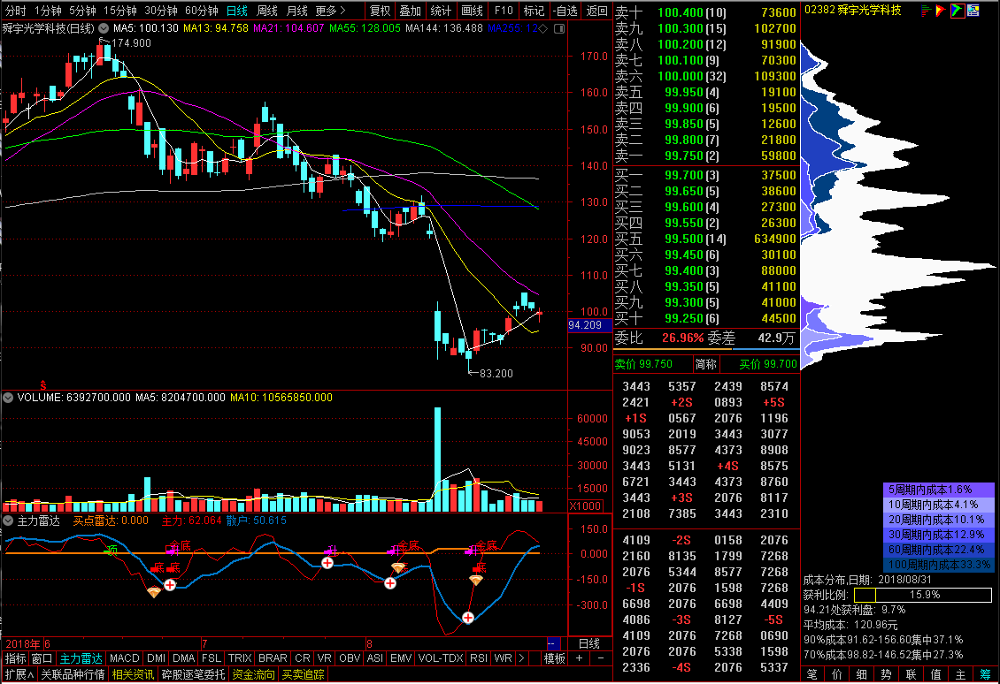 分时 1分钟 5分钟 15分钟 30分钟 60分钟 日线 周线 月线 更多 > 复权 叠加 统计 画线 F10 标记 -自选 返回
舜宇光学科技(日线) MA5: 100.130 MA13: 94.758 MA21: 104.607 MA55: 128.005 MA144: 136.488 MA255: 12
174.900
170.0
160.0
150.0
140.0
130.0
120.0
110.0
100.0
94.209
90.00
83.200
$
VOLUME: 6392700.000 MA5: 8204700.000 MA10: 10565850.000
60000
45000
30000
15000
X1000
主力雷达 买点雷达: 0.000 主力: 62.064 散户: 50.615
150.0
0.000
-150.0
-300.0
顶
底 底
金底
金底
底
2018年 6 7 8 日线
指标 窗口 主力雷达 MACD DMI DMA FSL TRIX BRAR CR VR OBV ASI EMV VOL-TDX RSI WR > 模板 + -
扩展∧ 关联品种行情 相关资讯 碎股逐笔委托 资金流向 买卖追踪
卖十 100.400 (10) 73600
卖九 100.300 (15) 102700
卖八 100.200 (12) 91900
卖七 100.100 (9) 70300
卖六 100.000 (32) 109300
卖五 99.950 (4) 19100
卖四 99.900 (6) 19500
卖三 99.850 (5) 12600
卖二 99.800 (7) 21800
卖一 99.750 (2) 59800
买一 99.700 (3) 37500
买二 99.650 (5) 38600
买三 99.600 (4) 27300
买四 99.550 (2) 26300
买五 99.500 (14) 634900
买六 99.450 (6) 30100
买七 99.400 (3) 88000
买八 99.350 (5) 41100
买九 99.300 (5) 41000
买十 99.250 (6) 44500
委比 26.96% 委差 42.9万
卖价 99.750 简称 买价 99.700
3443 5357 2439 8574
2421 +2S 0893 +5S
+1S 0567 2076 1196
9053 2019 3443 3077
9023 8577 4373 8908
3443 5131 +4S 8575
6721 3443 4373 8760
3443 +3S 2076 8117
2108 7385 3443 2310
4109 -2S 0158 2076
2160 8135 1799 7268
2076 5344 8577 7268
-1S 2076 1598 7268
6698 2076 6698 4409
4086 -3S 8127 -5S
4109 2076 7268 0690
2076 2076 5338 1598
2336 -4S 2076 5337
02382 舜宇光学科技
5周期内成本1.6%
10周期内成本4.1%
20周期内成本10.1%
30周期内成本12.9%
60周期内成本22.4%
100周期内成本33.3%
成本分布,日期: 2018/08/31
获利比例: 15.9%
94.21处获利盘: 9.7%
平均成本: 120.96元
90%成本91.62-156.60集中37.1%
70%成本98.82-146.52集中27.3%
笔 价 细 势 联 值 主 筹